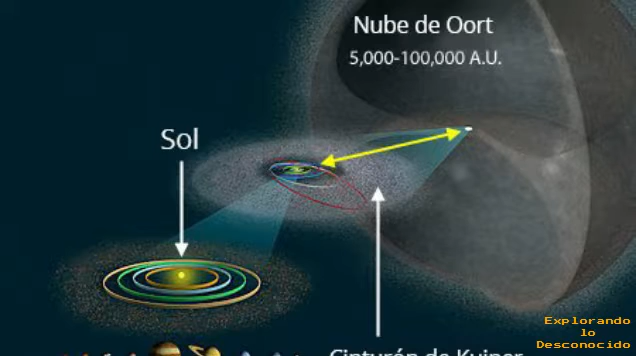 Nube de Oort
5,000-100,000 A.U.
Sol
Explorando
lo
Desconocido
Cinturón de Kuiper